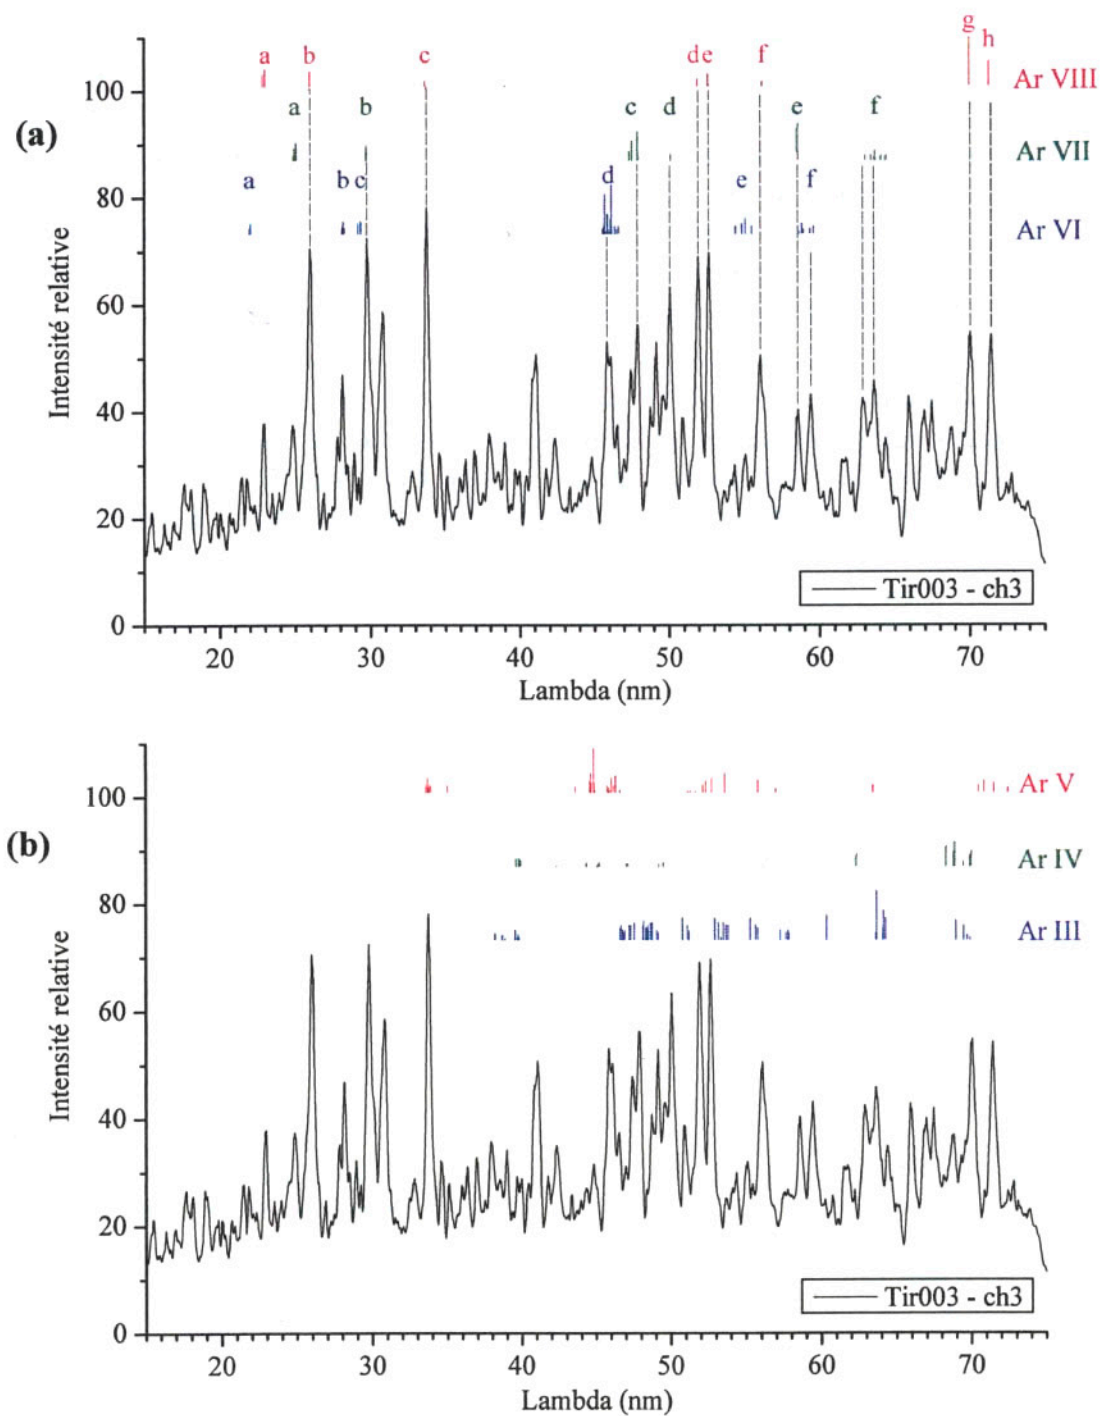 (a)
a b c d e f g h Ar VIII
a b c d e f Ar VII
a b c d e f Ar VI
100
80
60
40
20
0
Intensité relative
Tir003 - ch3
20 30 40 50 60 70
Lambda (nm)
(b)
Ar V
Ar IV
Ar III
100
80
60
40
20
0
Intensité relative
Tir003 - ch3
20 30 40 50 60 70
Lambda (nm)